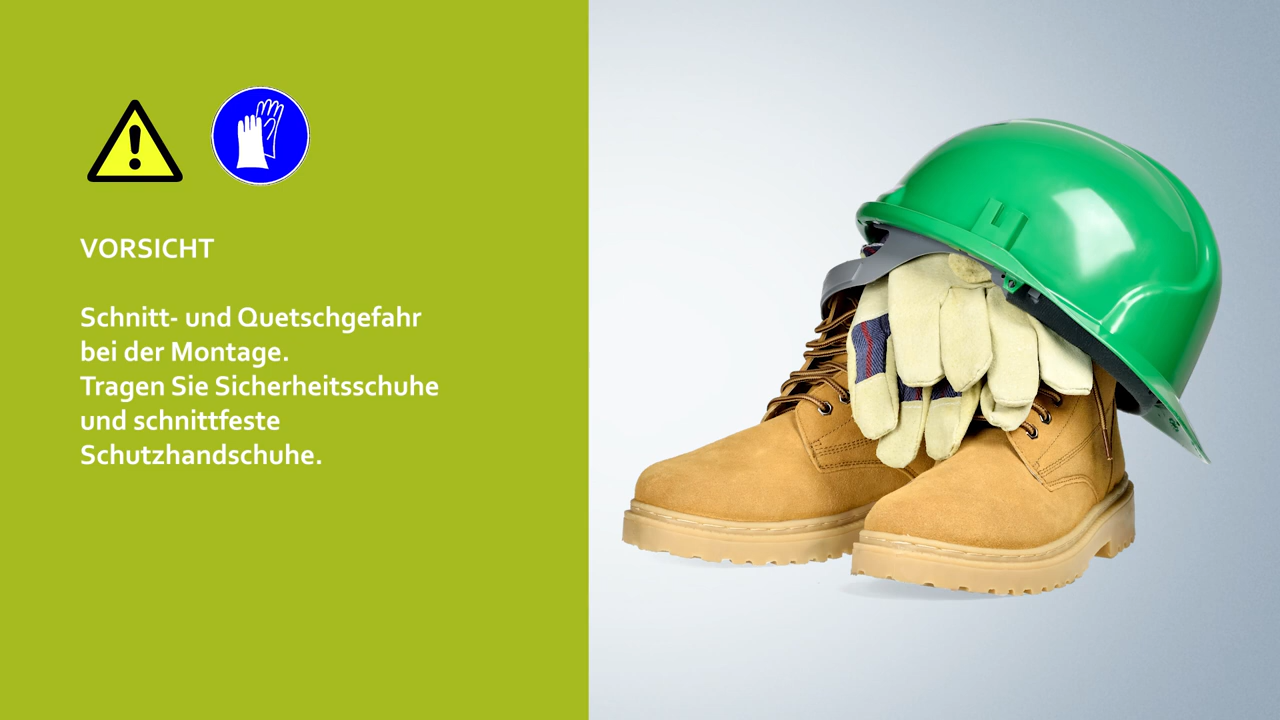 VORSICHT
Schnitt- und Quetschgefahr
bei der Montage.
Tragen Sie Sicherheitsschuhe
und schnittfeste
Schutzhandschuhe.